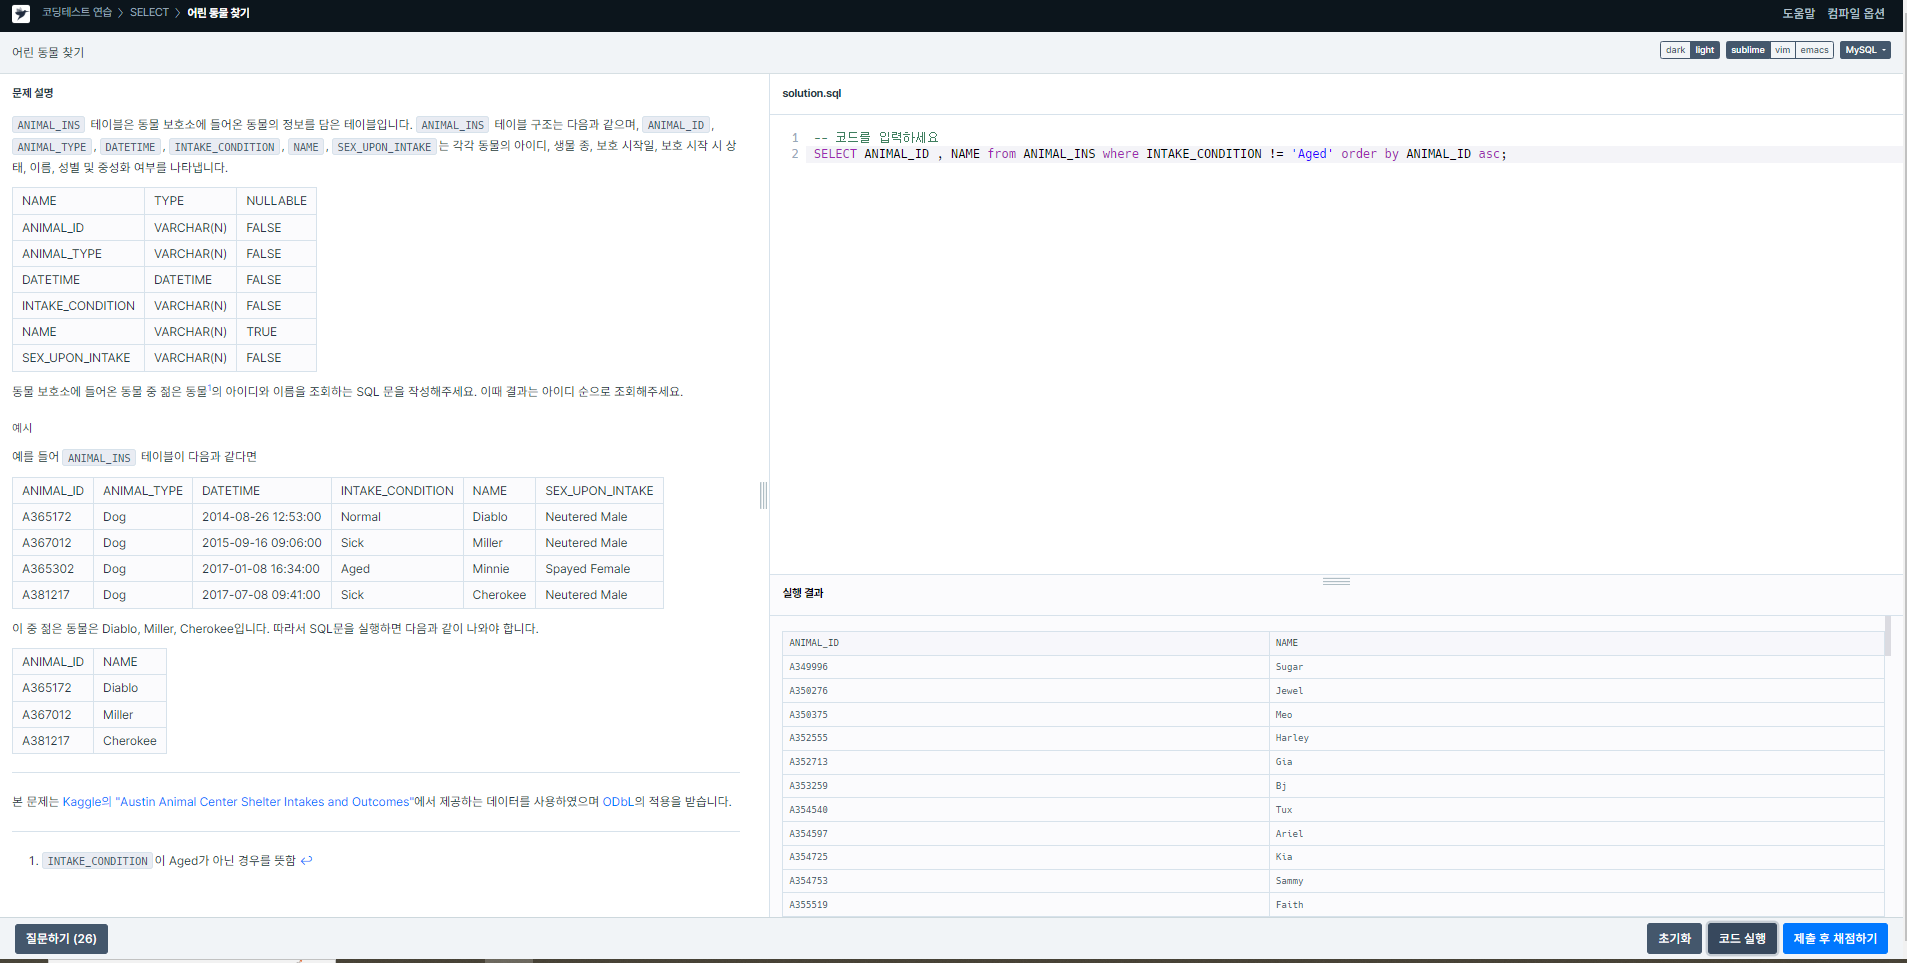 코딩테스트 연습 > SELECT > 어린 동물 찾기
도움말 컴파일 옵션
어린 동물 찾기
dark light sublime vim emacs MySQL
문제 설명
ANIMAL_INS 테이블은 동물 보호소에 들어온 동물의 정보를 담은 테이블입니다. ANIMAL_INS 테이블 구조는 다음과 같으며, ANIMAL_ID,
ANIMAL_TYPE, DATETIME, INTAKE_CONDITION, NAME, SEX_UPON_INTAKE는 각각 동물의 아이디, 생물 종, 보호 시작일, 보호 시작 시 상
태, 이름, 성별 및 중성화 여부를 나타냅니다.
NAME TYPE NULLABLE
ANIMAL_ID VARCHAR(N) FALSE
ANIMAL_TYPE VARCHAR(N) FALSE
DATETIME DATETIME FALSE
INTAKE_CONDITION VARCHAR(N) FALSE
NAME VARCHAR(N) TRUE
SEX_UPON_INTAKE VARCHAR(N) FALSE
동물 보호소에 들어온 동물 중 젊은 동물1의 아이디와 이름을 조회하는 SQL 문을 작성해주세요. 이때 결과는 아이디 순으로 조회해주세요.
예시
예를 들어 ANIMAL_INS 테이블이 다음과 같다면
ANIMAL_ID ANIMAL_TYPE DATETIME INTAKE_CONDITION NAME SEX_UPON_INTAKE
A365172 Dog 2014-08-26 12:53:00 Normal Diablo Neutered Male
A367012 Dog 2015-09-16 09:06:00 Sick Miller Neutered Male
A365302 Dog 2017-01-08 16:34:00 Aged Minnie Spayed Female
A381217 Dog 2017-07-08 09:41:00 Sick Cherokee Neutered Male
이 중 젊은 동물은 Diablo, Miller, Cherokee입니다. 따라서 SQL문을 실행하면 다음과 같이 나와야 합니다.
ANIMAL_ID NAME
A365172 Diablo
A367012 Miller
A381217 Cherokee
본 문제는 Kaggle의 "Austin Animal Center Shelter Intakes and Outcomes"에서 제공하는 데이터를 사용하였으며 ODbL의 적용을 받습니다.
1. INTAKE_CONDITION이 Aged가 아닌 경우를 뜻함 ↩
solution.sql
1 -- 코드를 입력하세요
2 SELECT ANIMAL_ID , NAME from ANIMAL_INS where INTAKE_CONDITION != 'Aged' order by ANIMAL_ID asc;
실행 결과
ANIMAL_ID NAME
A349996 Sugar
A350276 Jewel
A350375 Meo
A352555 Harley
A352713 Gia
A353259 Bj
A354540 Tux
A354597 Ariel
A354725 Kia
A354753 Sammy
A355519 Faith
질문하기 (26)
초기화 코드 실행 제출 후 채점하기